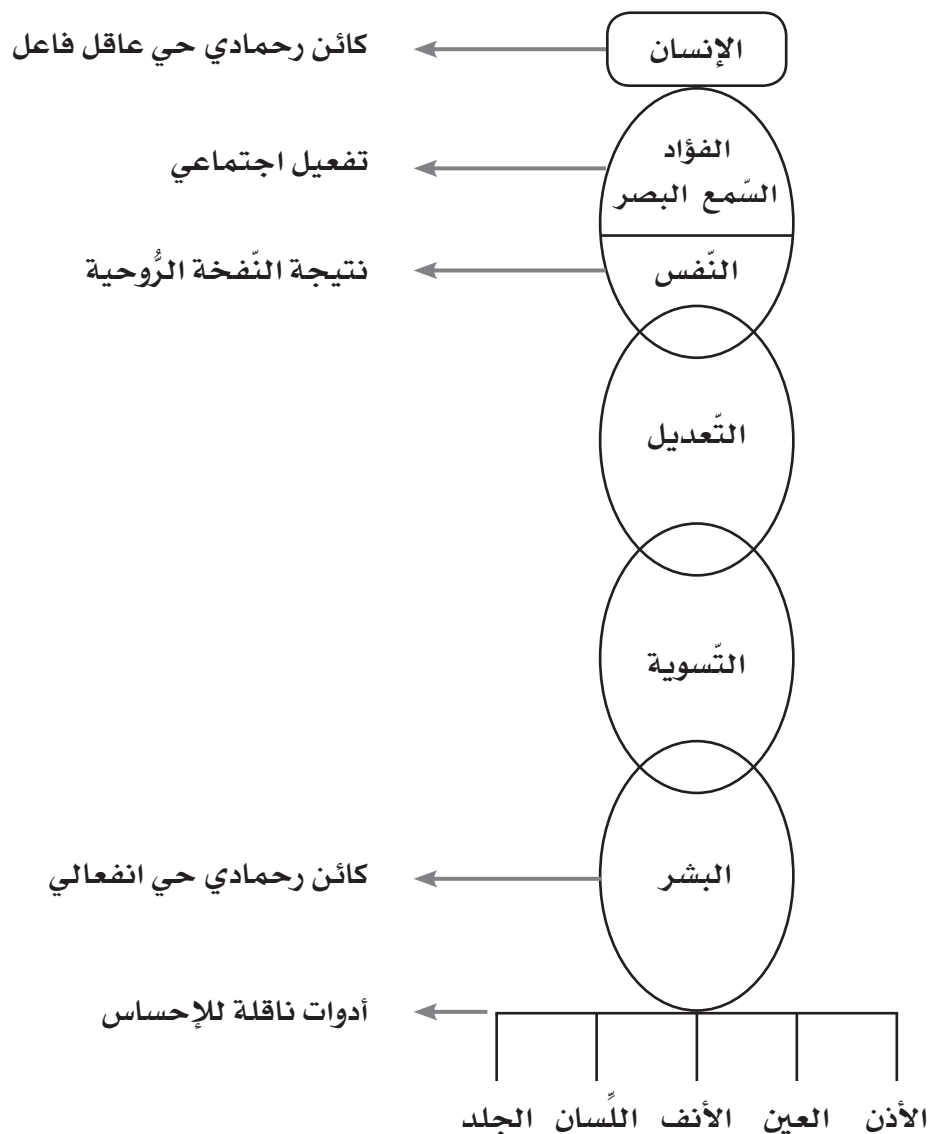 الإنسان
كائن رحمادي حي عاقل فاعل
الفؤاد
تفعيل اجتماعي
السّمع البصر
النّفس
نتيجة النّفخة الرُّوحية
التّعديل
التّسوية
البشر
كائن رحمادي حي انفعالي
أدوات ناقلة للإحساس
الأذن العين الأنف اللِّسان الجلد